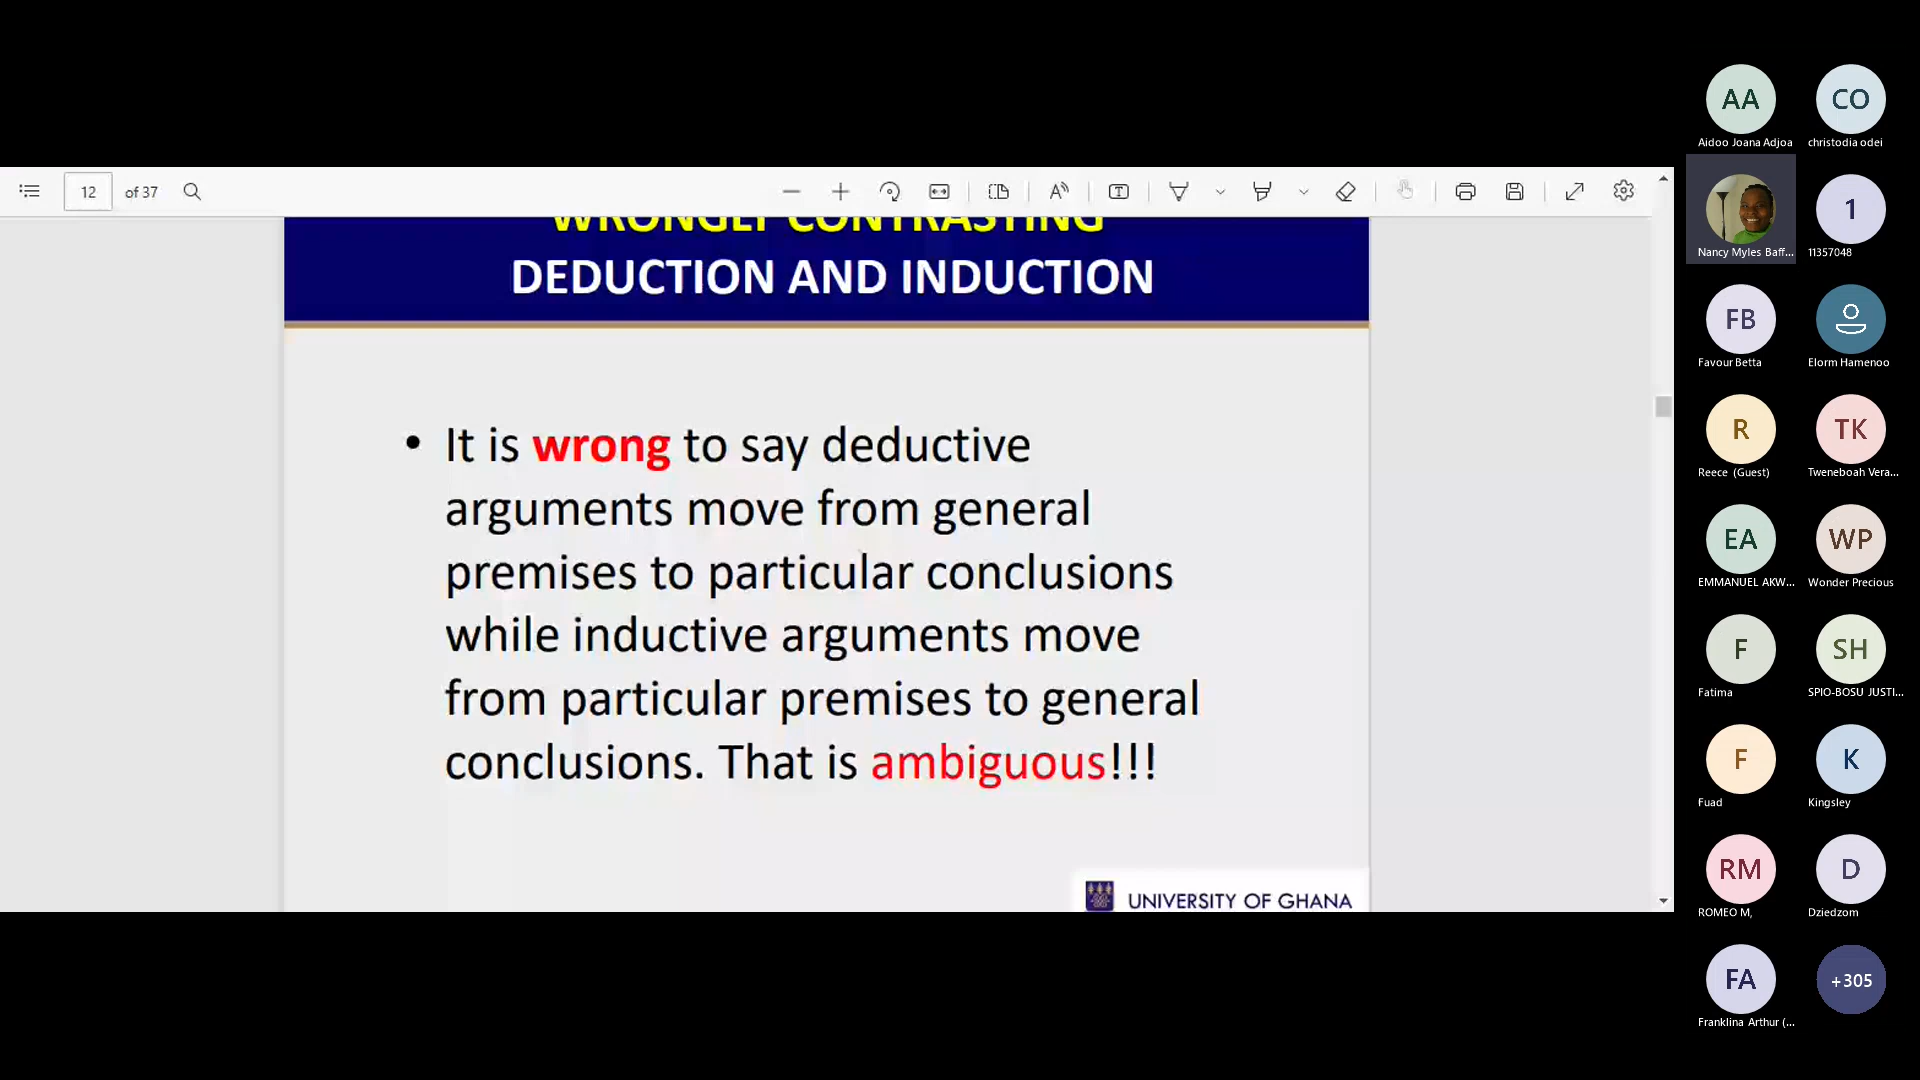 12 of 37
WRONGLY CONTRASTING
DEDUCTION AND INDUCTION
• It is wrong to say deductive
arguments move from general
premises to particular conclusions
while inductive arguments move
from particular premises to general
conclusions. That is ambiguous!!!
UNIVERSITY OF GHANA
AA
Aidoo Joana Adjoa
CO
christodia odei
Nancy Myles Baff...
1
11357048
FB
Favour Betta
Elorm Hamenoo
R
Reece (Guest)
TK
Tweneboah Vera...
EA
EMMANUEL AKW...
WP
Wonder Precious
F
Fatima
SH
SPIO-BOSU JUSTI...
F
Fuad
K
Kingsley
RM
ROMEO M,
D
Dziedzom
FA
Franklina Arthur (...
+305